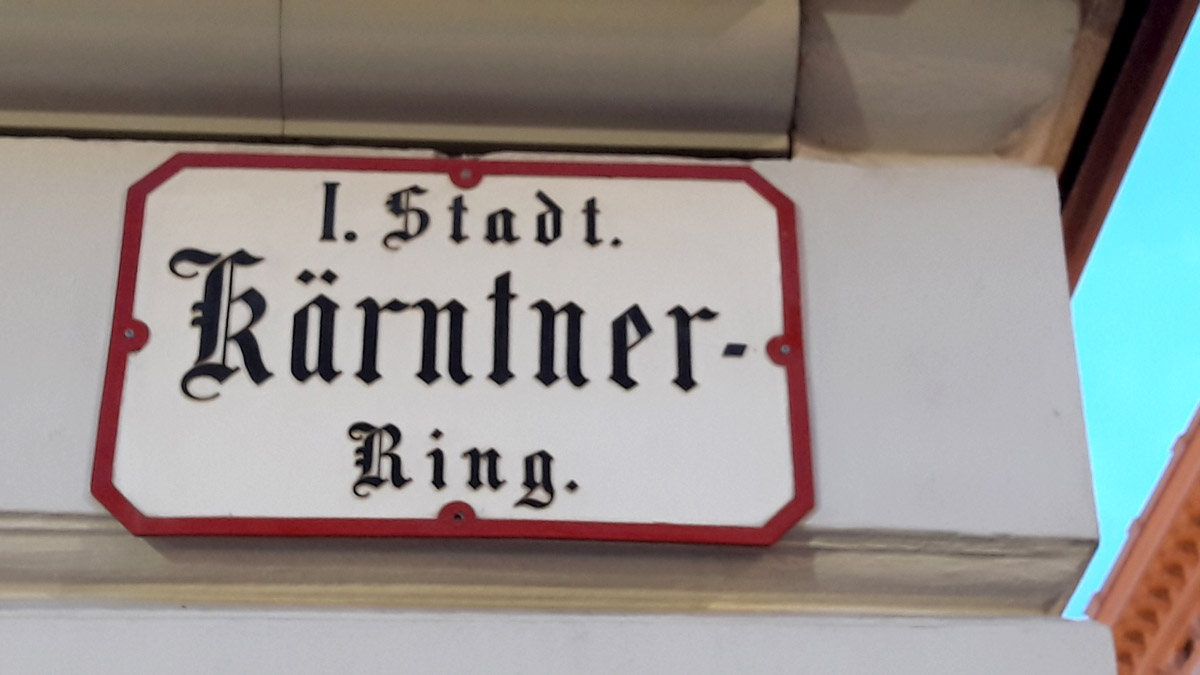 I. Stadt.
Kärntner-
Ring.